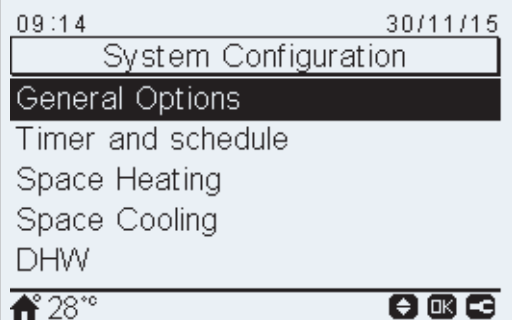 09:14 30/11/15
System Configuration
General Options
Timer and schedule
Space Heating
Space Cooling
DHW
28°c OK